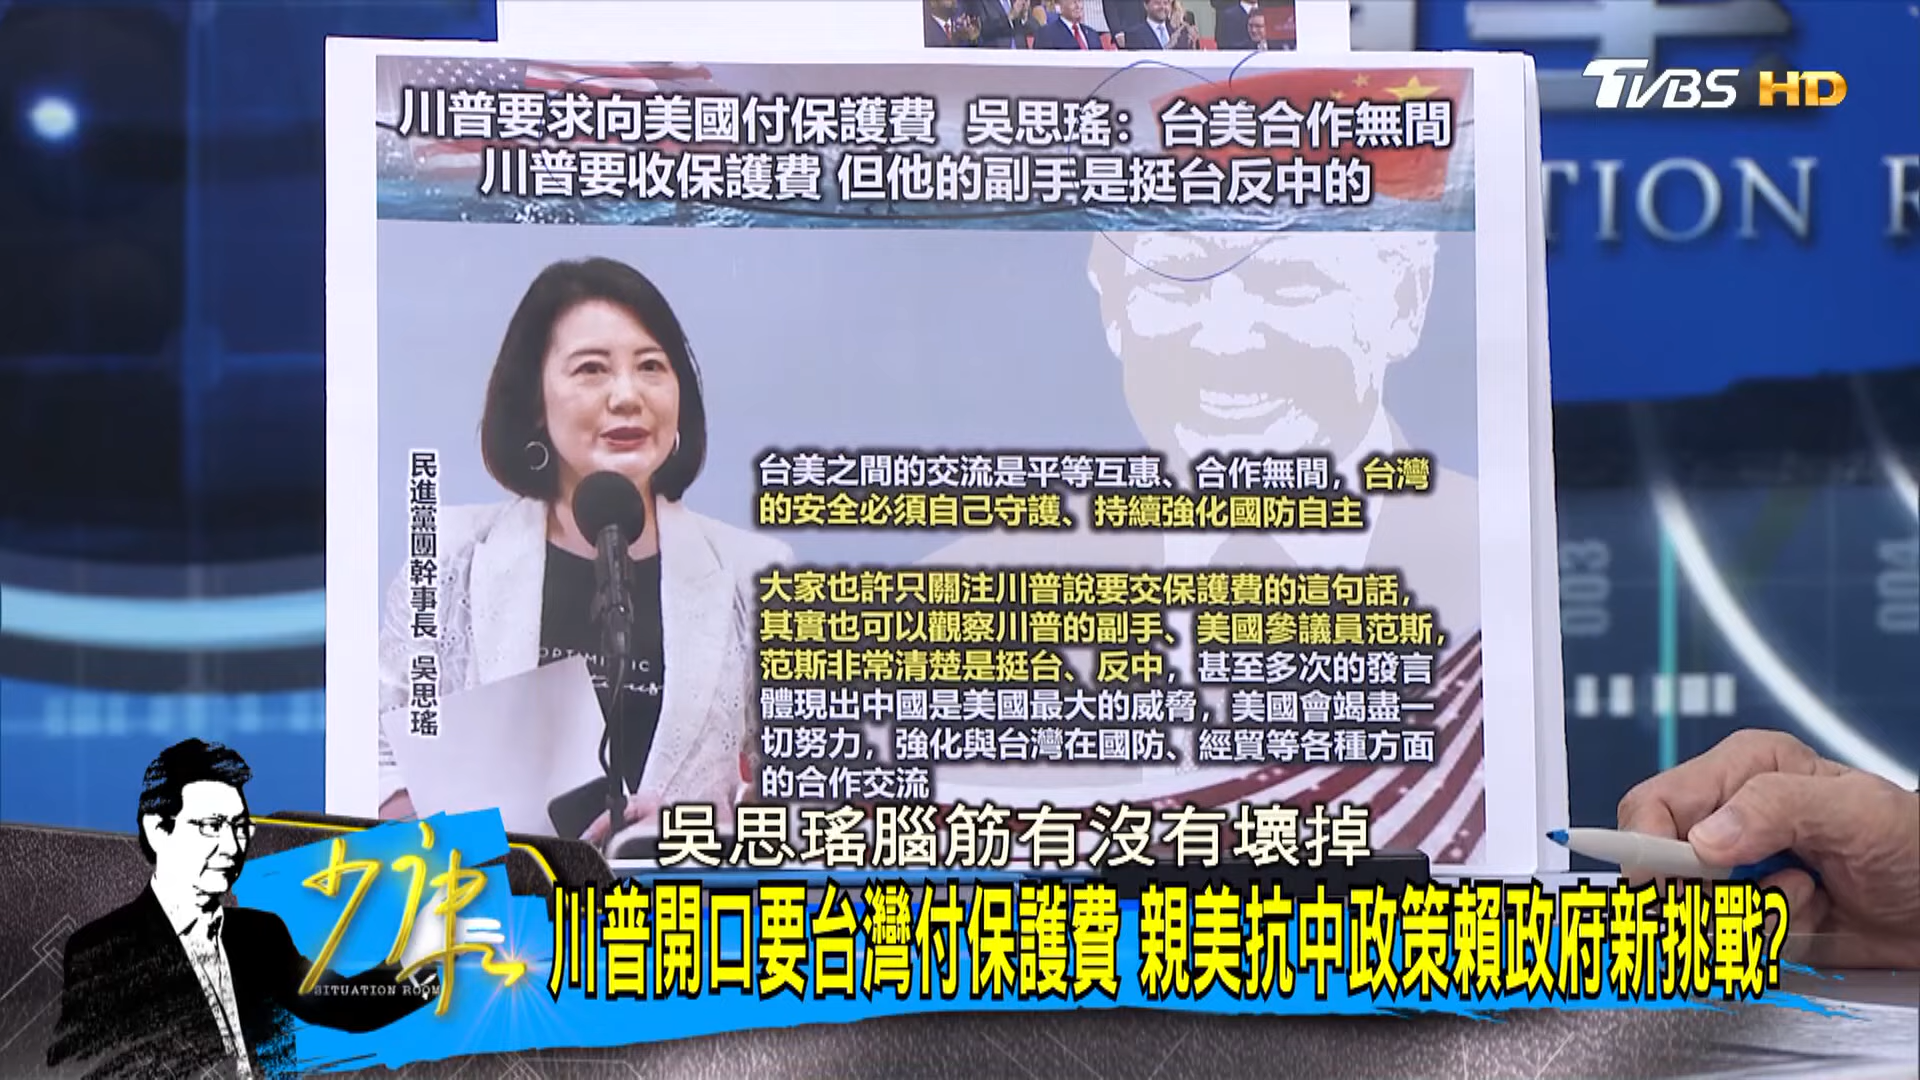 TVBS HD
川普要求向美國付保護費 吳思瑤：台美合作無間
川普要收保護費 但他的副手是挺台反中的
TION R
民進黨團幹事長 吳思瑤
台美之間的交流是平等互惠、合作無間，台灣
的安全必須自己守護、持續強化國防自主
大家也許只關注川普說要交保護費的這句話，
其實也可以觀察川普的副手、美國參議員范斯，
范斯非常清楚是挺台、反中，甚至多次的發言
體現出中國是美國最大的威脅，美國會竭盡一
切努力，強化與台灣在國防、經貿等各種方面
的合作交流
003
004
吳思瑤腦筋有沒有壞掉
少康
SITUATION ROOM
川普開口要台灣付保護費 親美抗中政策賴政府新挑戰?